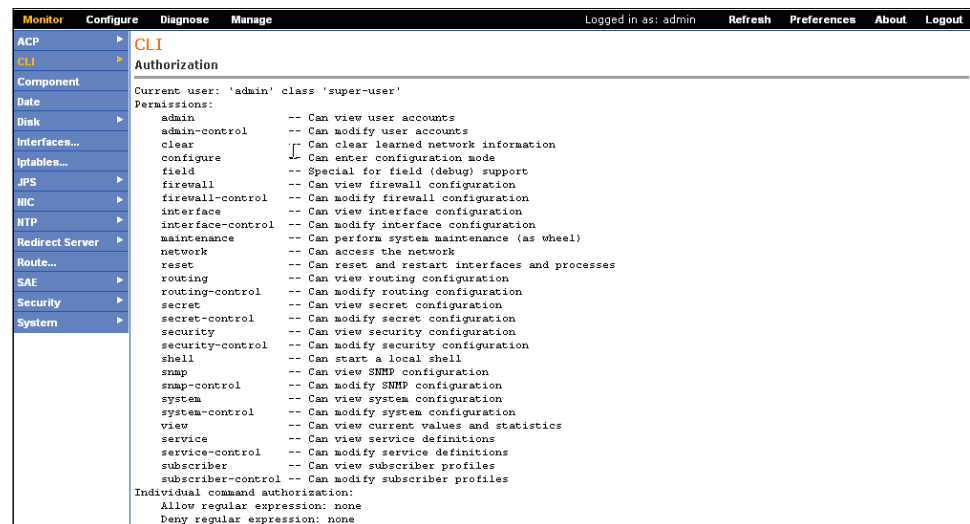 Monitor Configure Diagnose Manage Logged in as: admin Refresh Preferences About Logout
ACP
CLI
Component
Date
Disk
Interfaces...
Iptables...
JPS
NIC
NTP
Redirect Server
Route...
SAE
Security
System
CLI
Authorization
Current user: 'admin' class 'super-user'
Permissions:
admin -- Can view user accounts
admin-control -- Can modify user accounts
clear -- Can clear learned network information
configure -- Can enter configuration mode
field -- Special for field (debug) support
firewall -- Can view firewall configuration
firewall-control -- Can modify firewall configuration
interface -- Can view interface configuration
interface-control -- Can modify interface configuration
maintenance -- Can perform system maintenance (as wheel)
network -- Can access the network
reset -- Can reset and restart interfaces and processes
routing -- Can view routing configuration
routing-control -- Can modify routing configuration
secret -- Can view secret configuration
secret-control -- Can modify secret configuration
security -- Can view security configuration
security-control -- Can modify security configuration
shell -- Can start a local shell
snmp -- Can view SNMP configuration
snmp-control -- Can modify SNMP configuration
system -- Can view system configuration
system-control -- Can modify system configuration
view -- Can view current values and statistics
service -- Can view service definitions
service-control -- Can modify service definitions
subscriber -- Can view subscriber profiles
subscriber-control -- Can modify subscriber profiles
Individual command authorization:
Allow regular expression: none
Deny regular expression: none